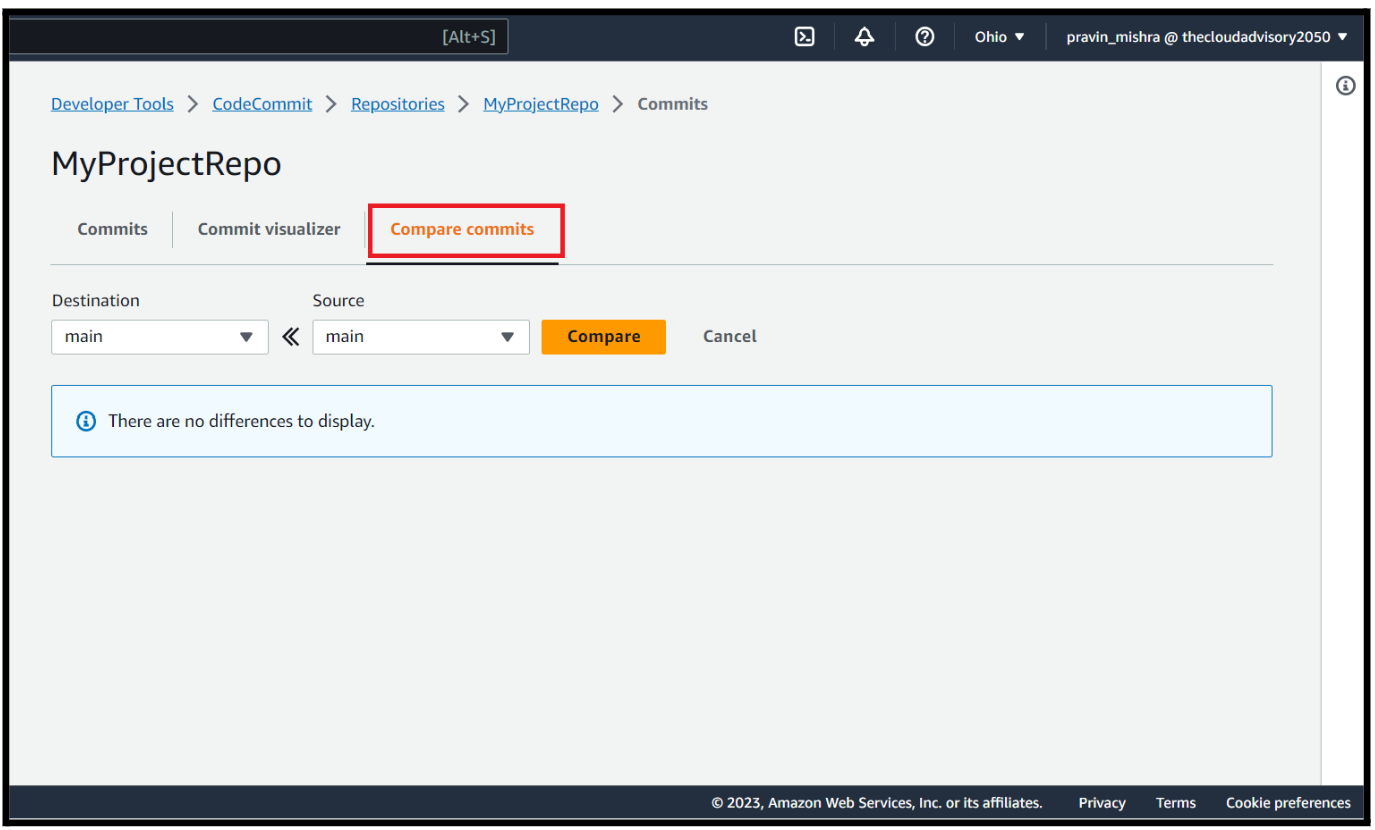 [Alt+S] Ohio pravin_mishra @ thecloudadvisory2050
Developer Tools CodeCommit Repositories MyProjectRepo Commits
MyProjectRepo
Commits Commit visualizer Compare commits
Destination Source
main main Compare Cancel
There are no differences to display.
© 2023, Amazon Web Services, Inc. or its affiliates. Privacy Terms Cookie preferences